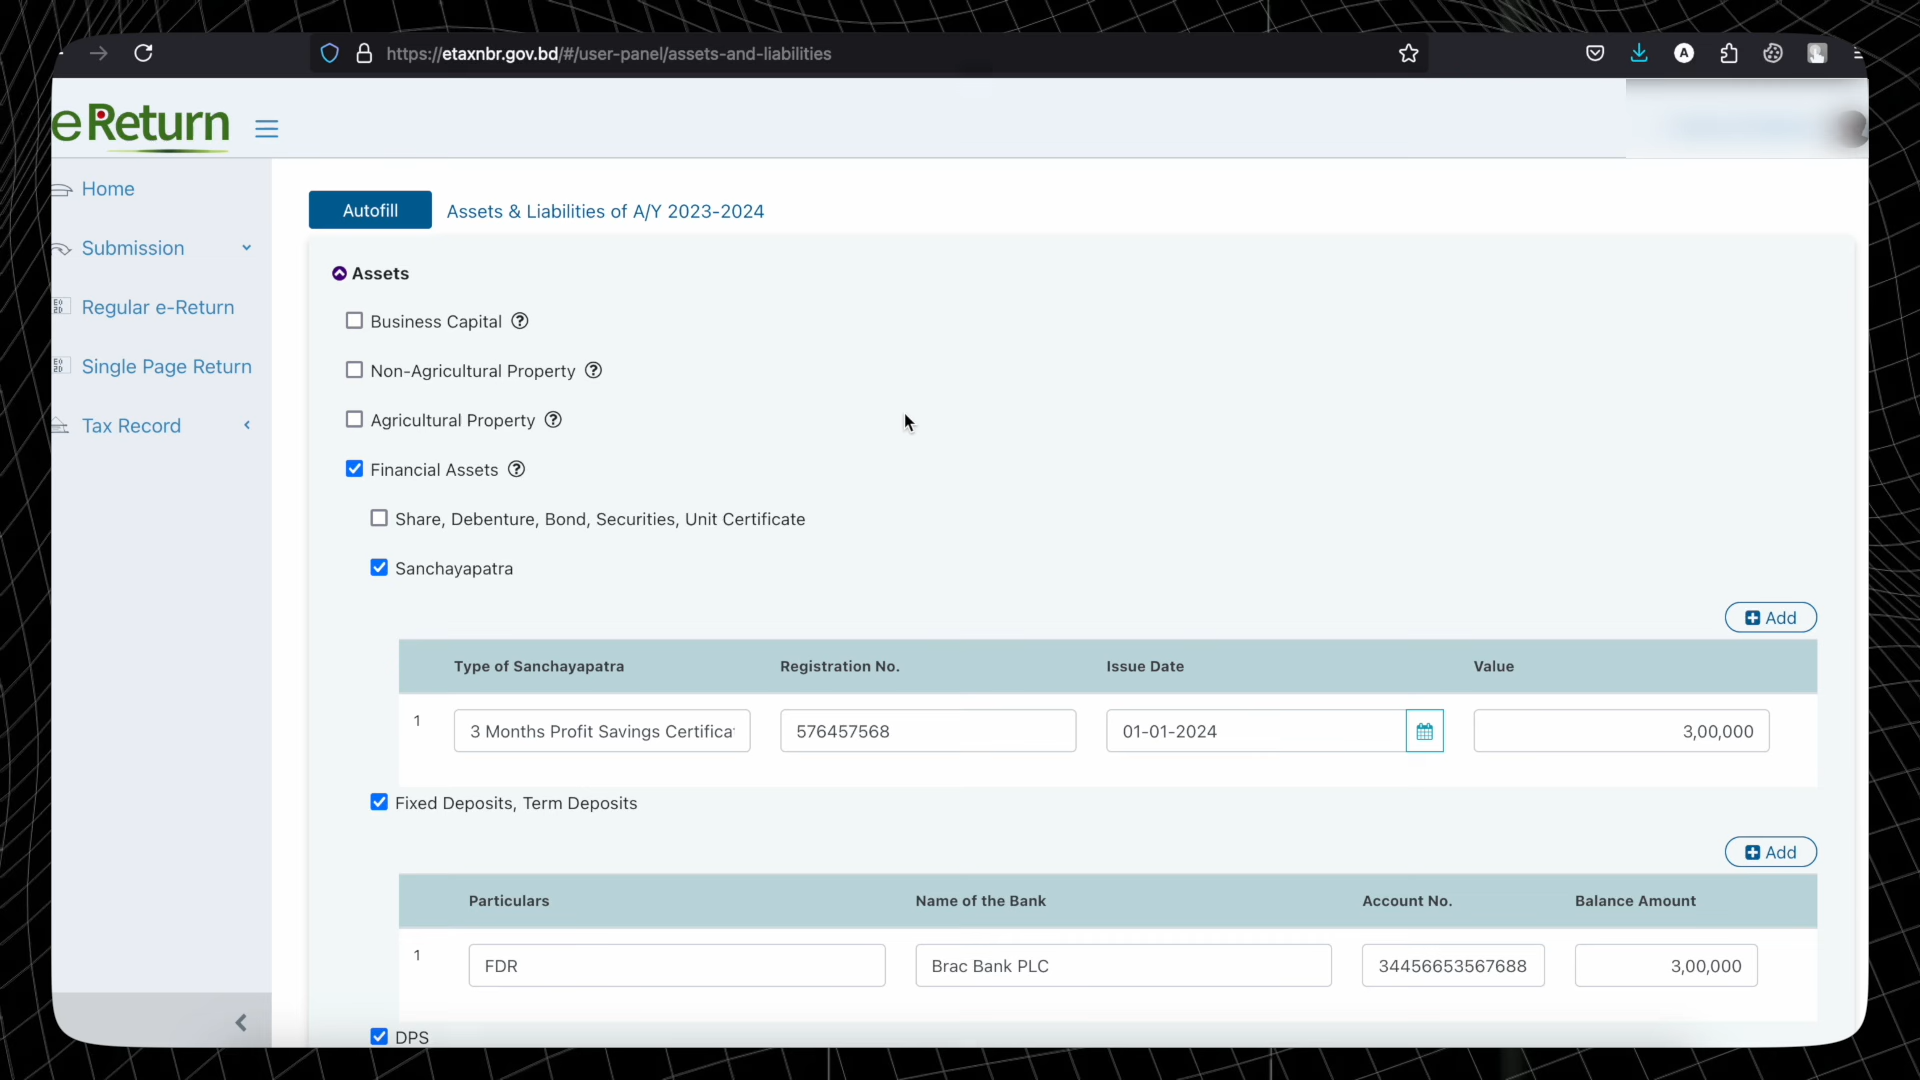 https://etaxnbr.gov.bd/#/user-panel/assets-and-liabilities
A
e Return
Home
Submission
Regular e-Return
Single Page Return
Tax Record
Autofill Assets & Liabilities of A/Y 2023-2024
Assets
Business Capital ?
Non-Agricultural Property ?
Agricultural Property ?
Financial Assets ?
Share, Debenture, Bond, Securities, Unit Certificate
Sanchayapatra
Add
Type of Sanchayapatra Registration No. Issue Date Value
1 3 Months Profit Savings Certifica 576457568 01-01-2024 3,00,000
Fixed Deposits, Term Deposits
Add
Particulars Name of the Bank Account No. Balance Amount
1 FDR Brac Bank PLC 34456653567688 3,00,000
DPS